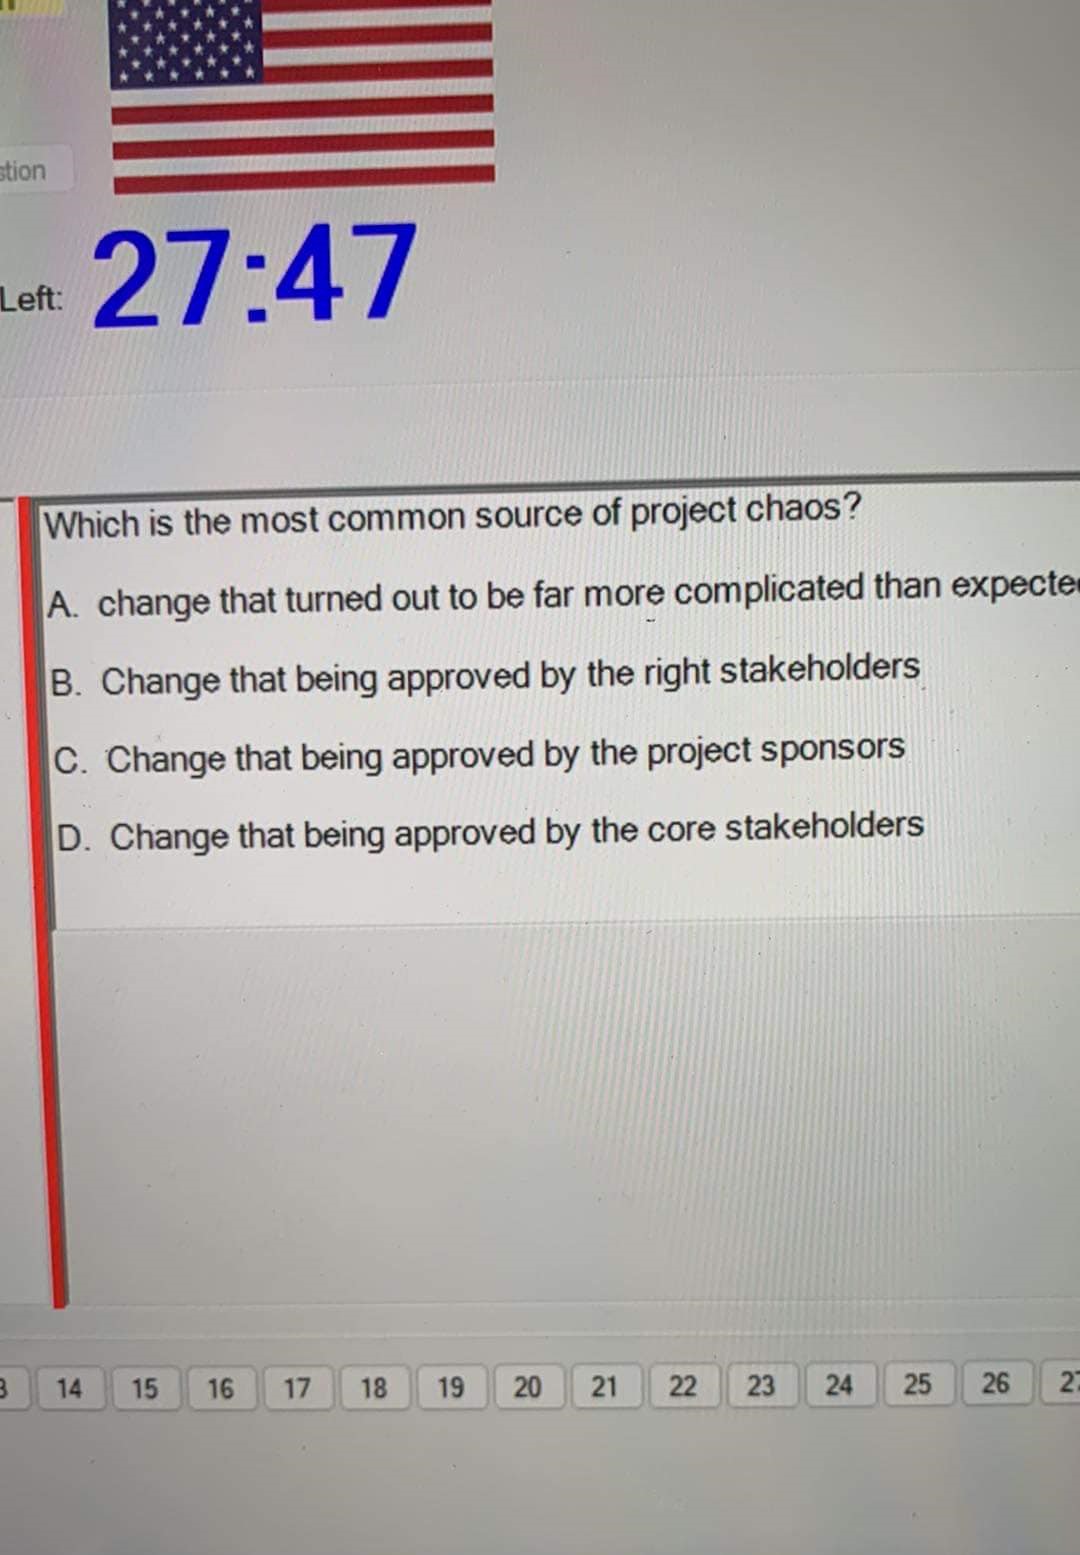 stion
Left: 27:47
Which is the most common source of project chaos?
A. change that turned out to be far more complicated than expecte
B. Change that being approved by the right stakeholders
C. Change that being approved by the project sponsors
D. Change that being approved by the core stakeholders
3 14 15 16 17 18 19 20 21 22 23 24 25 26 27